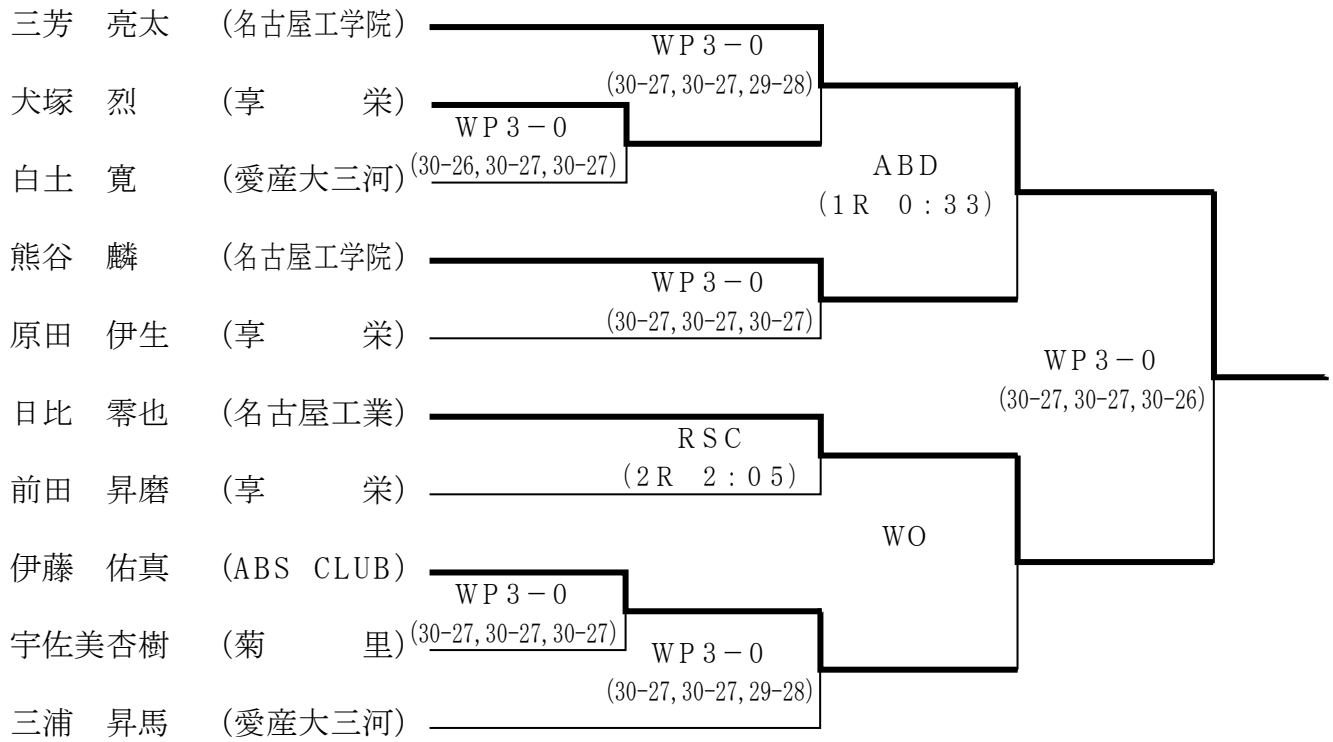 三芳 亮太 (名古屋工学院)
WP3-0
(30-27,30-27,29-28)
犬塚 烈 (享 栄)
WP3-0
(30-26,30-27,30-27)
白土 寛 (愛産大三河)
ABD
(1R 0:33)
熊谷 麟 (名古屋工学院)
WP3-0
(30-27,30-27,30-27)
原田 伊生 (享 栄)
WP3-0
(30-27,30-27,30-26)
日比 零也 (名古屋工業)
RSC
(2R 2:05)
前田 昇磨 (享 栄)
WO
伊藤 佑真 (ABS CLUB)
WP3-0
(30-27,30-27,30-27)
宇佐美杏樹 (菊 里)
WP3-0
(30-27,30-27,29-28)
三浦 昇馬 (愛産大三河)